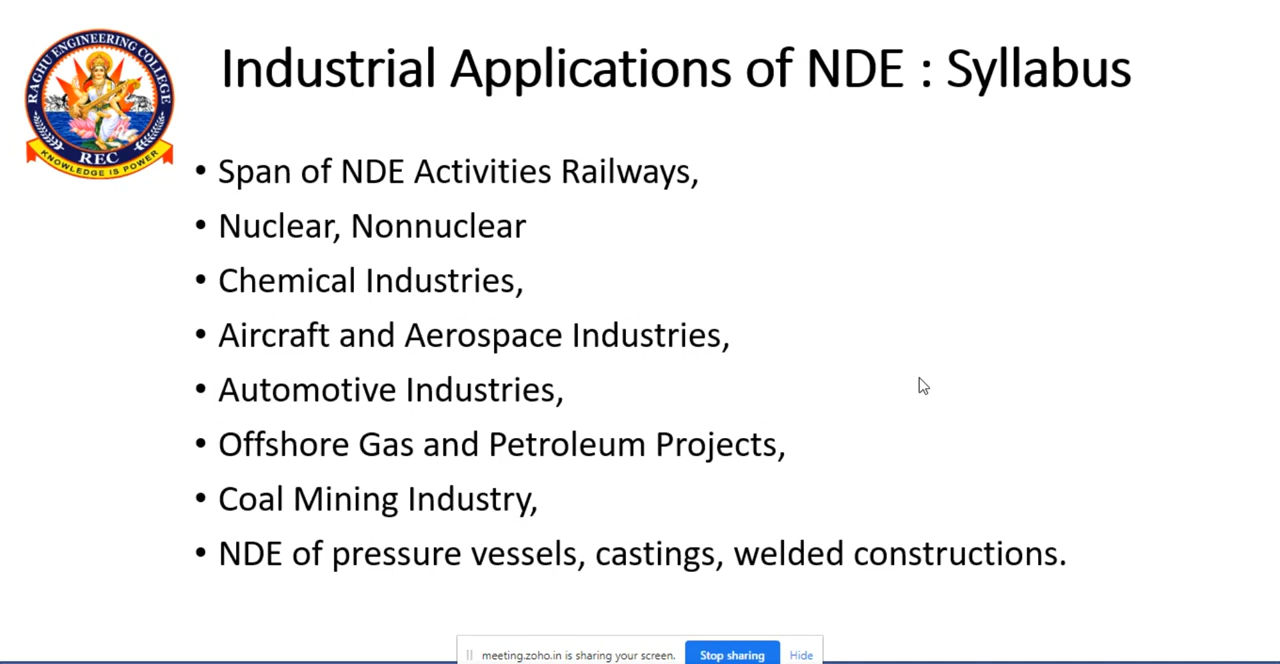 RAGHU ENGINEERING COLLEGE
REC
KNOWLEDGE IS POWER
Industrial Applications of NDE : Syllabus
• Span of NDE Activities Railways,
• Nuclear, Nonnuclear
• Chemical Industries,
• Aircraft and Aerospace Industries,
• Automotive Industries,
• Offshore Gas and Petroleum Projects,
• Coal Mining Industry,
• NDE of pressure vessels, castings, welded constructions.
meeting.zoho.in is sharing your screen. Stop sharing Hide